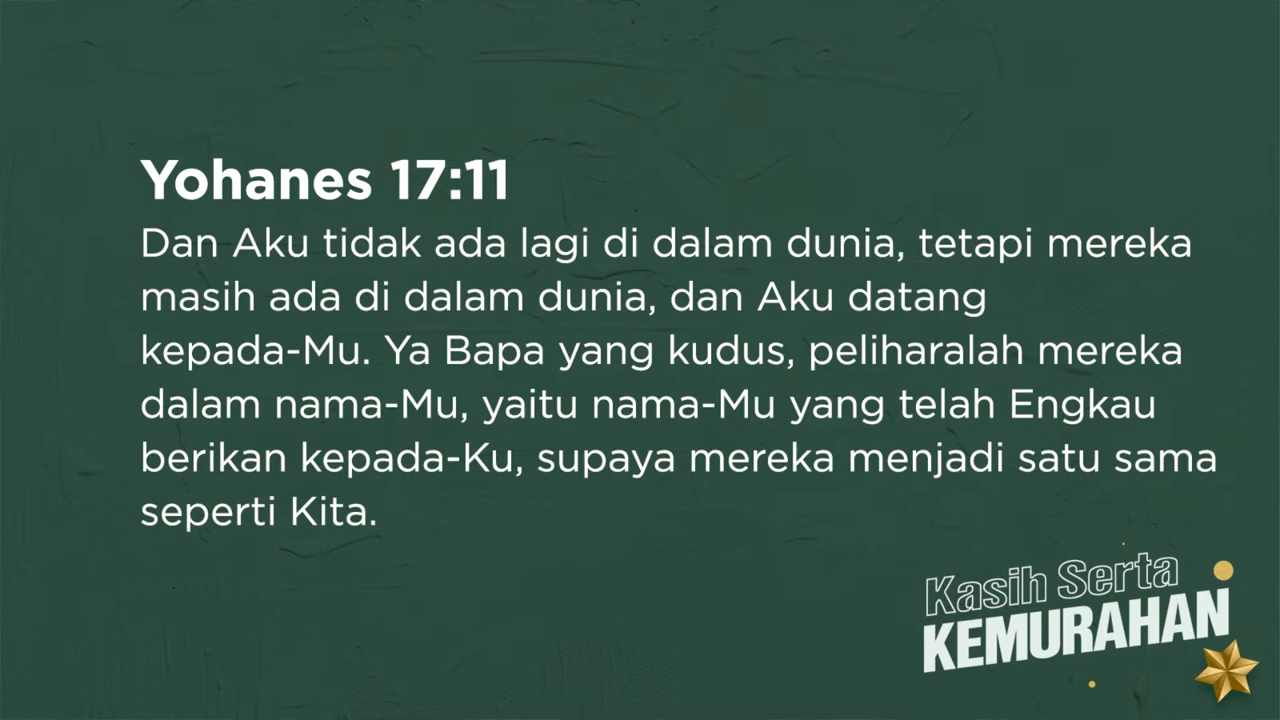 Yohanes 17:11
Dan Aku tidak ada lagi di dalam dunia, tetapi mereka
masih ada di dalam dunia, dan Aku datang
kepada-Mu. Ya Bapa yang kudus, peliharalah mereka
dalam nama-Mu, yaitu nama-Mu yang telah Engkau
berikan kepada-Ku, supaya mereka menjadi satu sama
seperti Kita.
Kasih Serta
KEMURAHAN